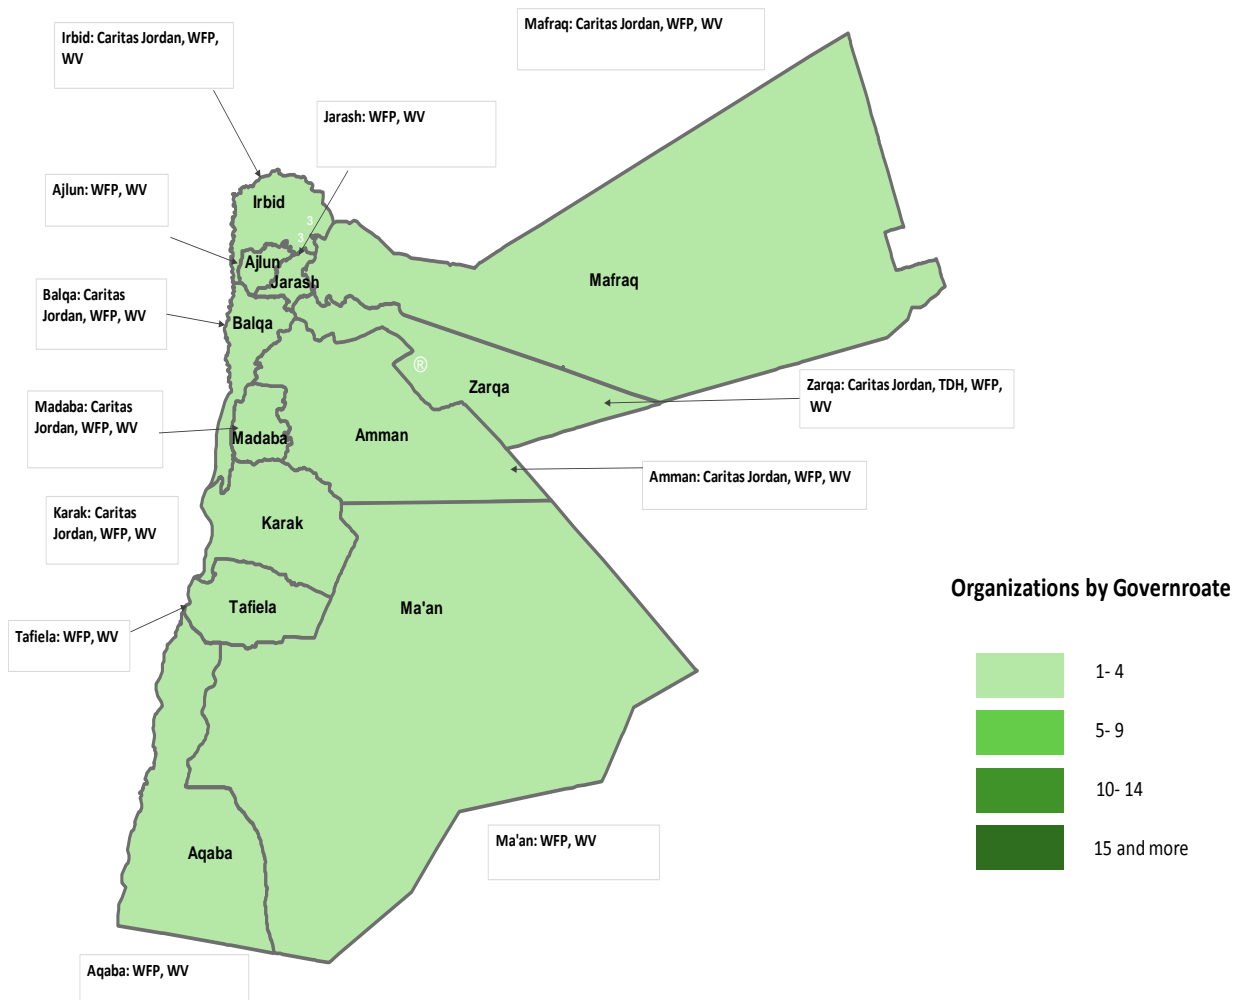 Mafraq: Caritas Jordan, WFP, WV
Irbid: Caritas Jordan, WFP,
WV
Jarash: WFP, WV
Ajlun: WFP, WV
Irbid
3
3
Ajlun
Jarash
Mafraq
Balqa: Caritas
Jordan, WFP, WV
Balqa
®
Zarqa
Zarqa: Caritas Jordan, TDH, WFP,
WV
Madaba: Caritas
Jordan, WFP, WV
Madaba
Amman
Amman: Caritas Jordan, WFP, WV
Karak: Caritas
Jordan, WFP, WV
Karak
Organizations by Governroate
Tafiela
Ma'an
Tafiela: WFP, WV
1- 4
5- 9
10- 14
15 and more
Ma'an: WFP, WV
Aqaba
Aqaba: WFP, WV